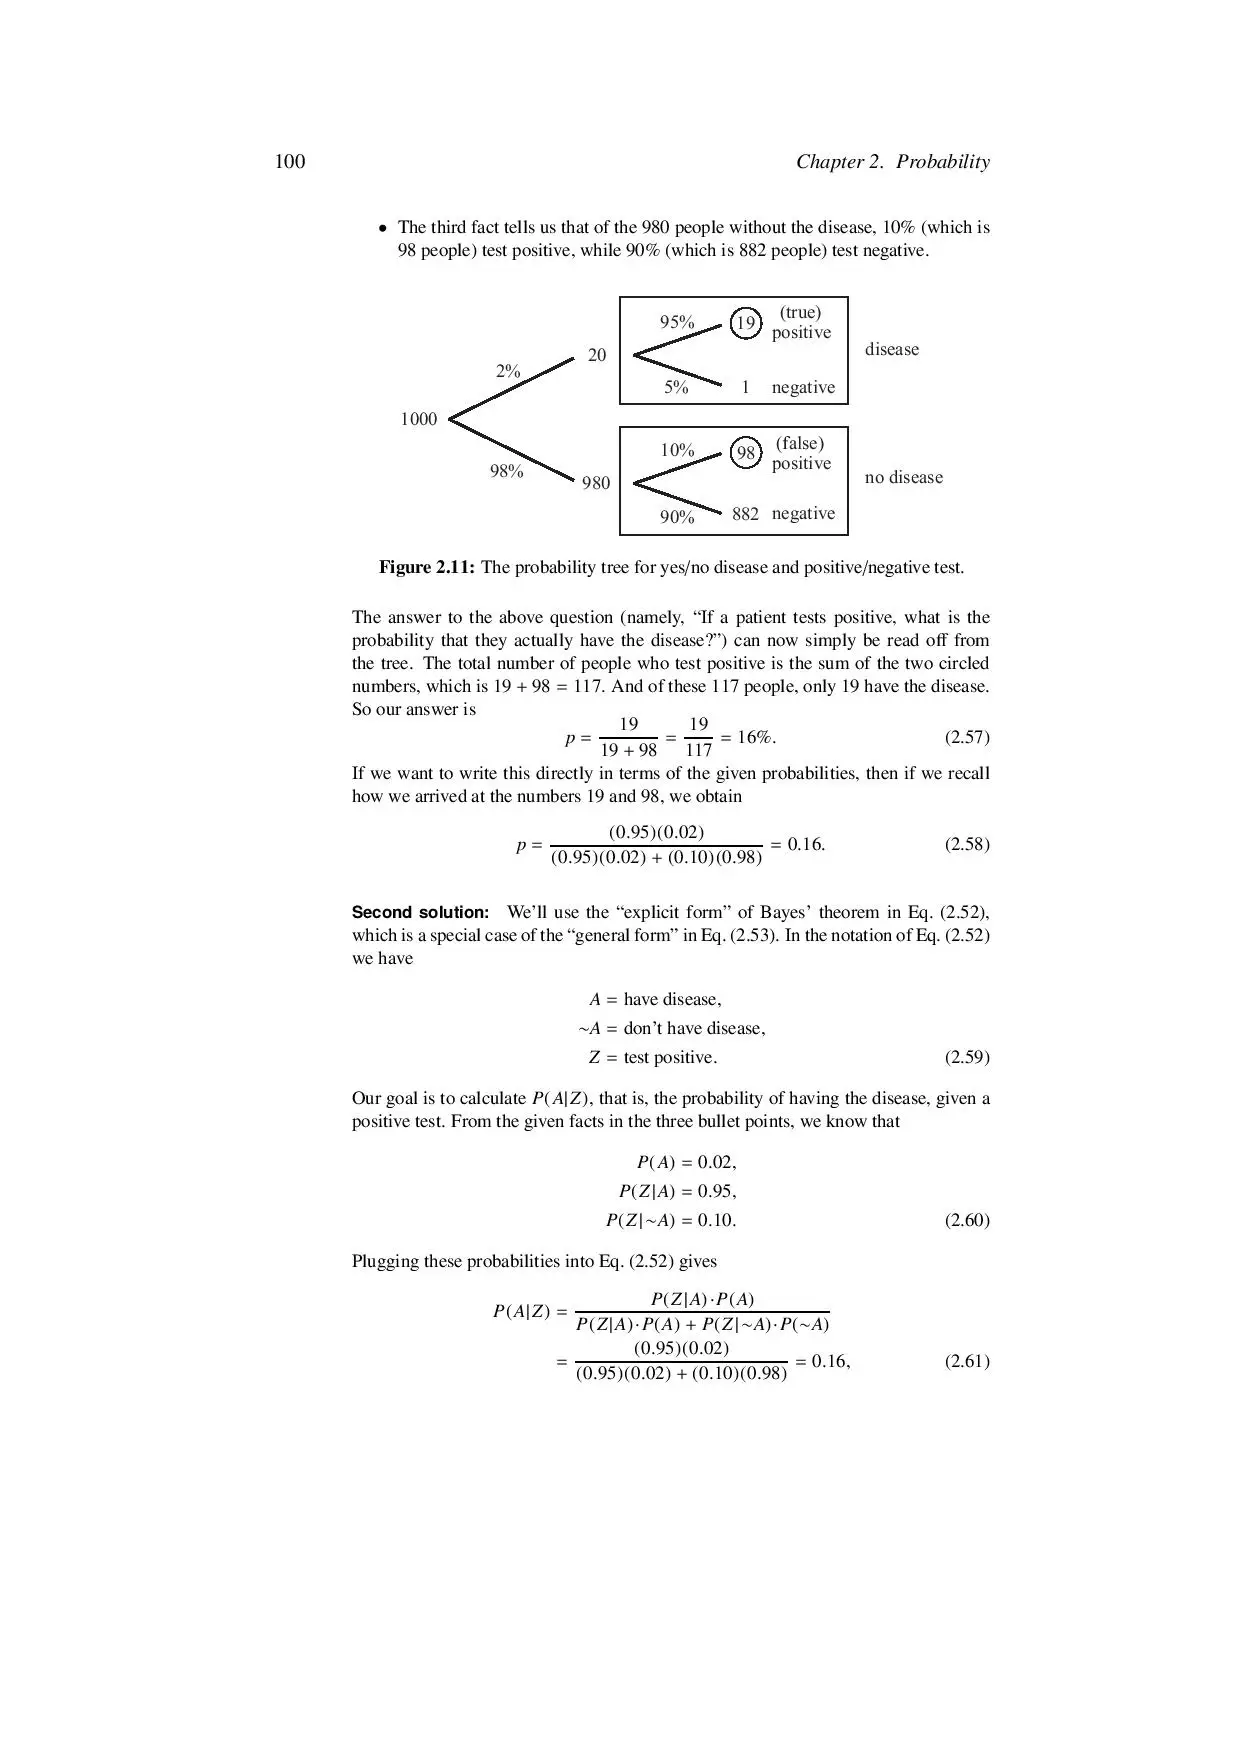 100 Chapter 2. Probability
• The third fact tells us that of the 980 people without the disease, 10% (which is
98 people) test positive, while 90% (which is 882 people) test negative.
1000
2%
98%
20
980
95%
5%
19
1
(true)
positive
negative
disease
10%
90%
98
882
(false)
positive
negative
no disease
Figure 2.11: The probability tree for yes/no disease and positive/negative test.
The answer to the above question (namely, “If a patient tests positive, what is the
probability that they actually have the disease?”) can now simply be read off from
the tree. The total number of people who test positive is the sum of the two circled
numbers, which is 19 + 98 = 117. And of these 117 people, only 19 have the disease.
So our answer is
p = 19 / (19 + 98) = 19 / 117 = 16%. (2.57)
If we want to write this directly in terms of the given probabilities, then if we recall
how we arrived at the numbers 19 and 98, we obtain
p = (0.95)(0.02) / ((0.95)(0.02) + (0.10)(0.98)) = 0.16. (2.58)
Second solution: We’ll use the “explicit form” of Bayes’ theorem in Eq. (2.52),
which is a special case of the “general form” in Eq. (2.53). In the notation of Eq. (2.52)
we have
A = have disease,
∼A = don’t have disease,
Z = test positive. (2.59)
Our goal is to calculate P(A|Z), that is, the probability of having the disease, given a
positive test. From the given facts in the three bullet points, we know that
P(A) = 0.02,
P(Z|A) = 0.95,
P(Z|∼A) = 0.10. (2.60)
Plugging these probabilities into Eq. (2.52) gives
P(A|Z) = P(Z|A)·P(A) / (P(Z|A)·P(A) + P(Z|∼A)·P(∼A))
= (0.95)(0.02) / ((0.95)(0.02) + (0.10)(0.98)) = 0.16, (2.61)